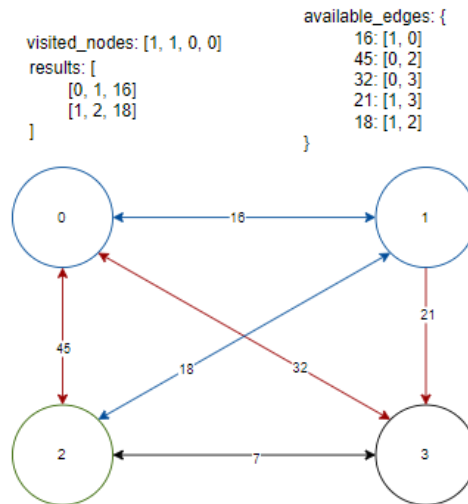 visited_nodes: [1, 1, 0, 0]
results: [
[0, 1, 16]
[1, 2, 18]
]
available_edges: {
16: [1, 0]
45: [0, 2]
32: [0, 3]
21: [1, 3]
18: [1, 2]
}
0
16
1
45
18
32
21
2
7
3